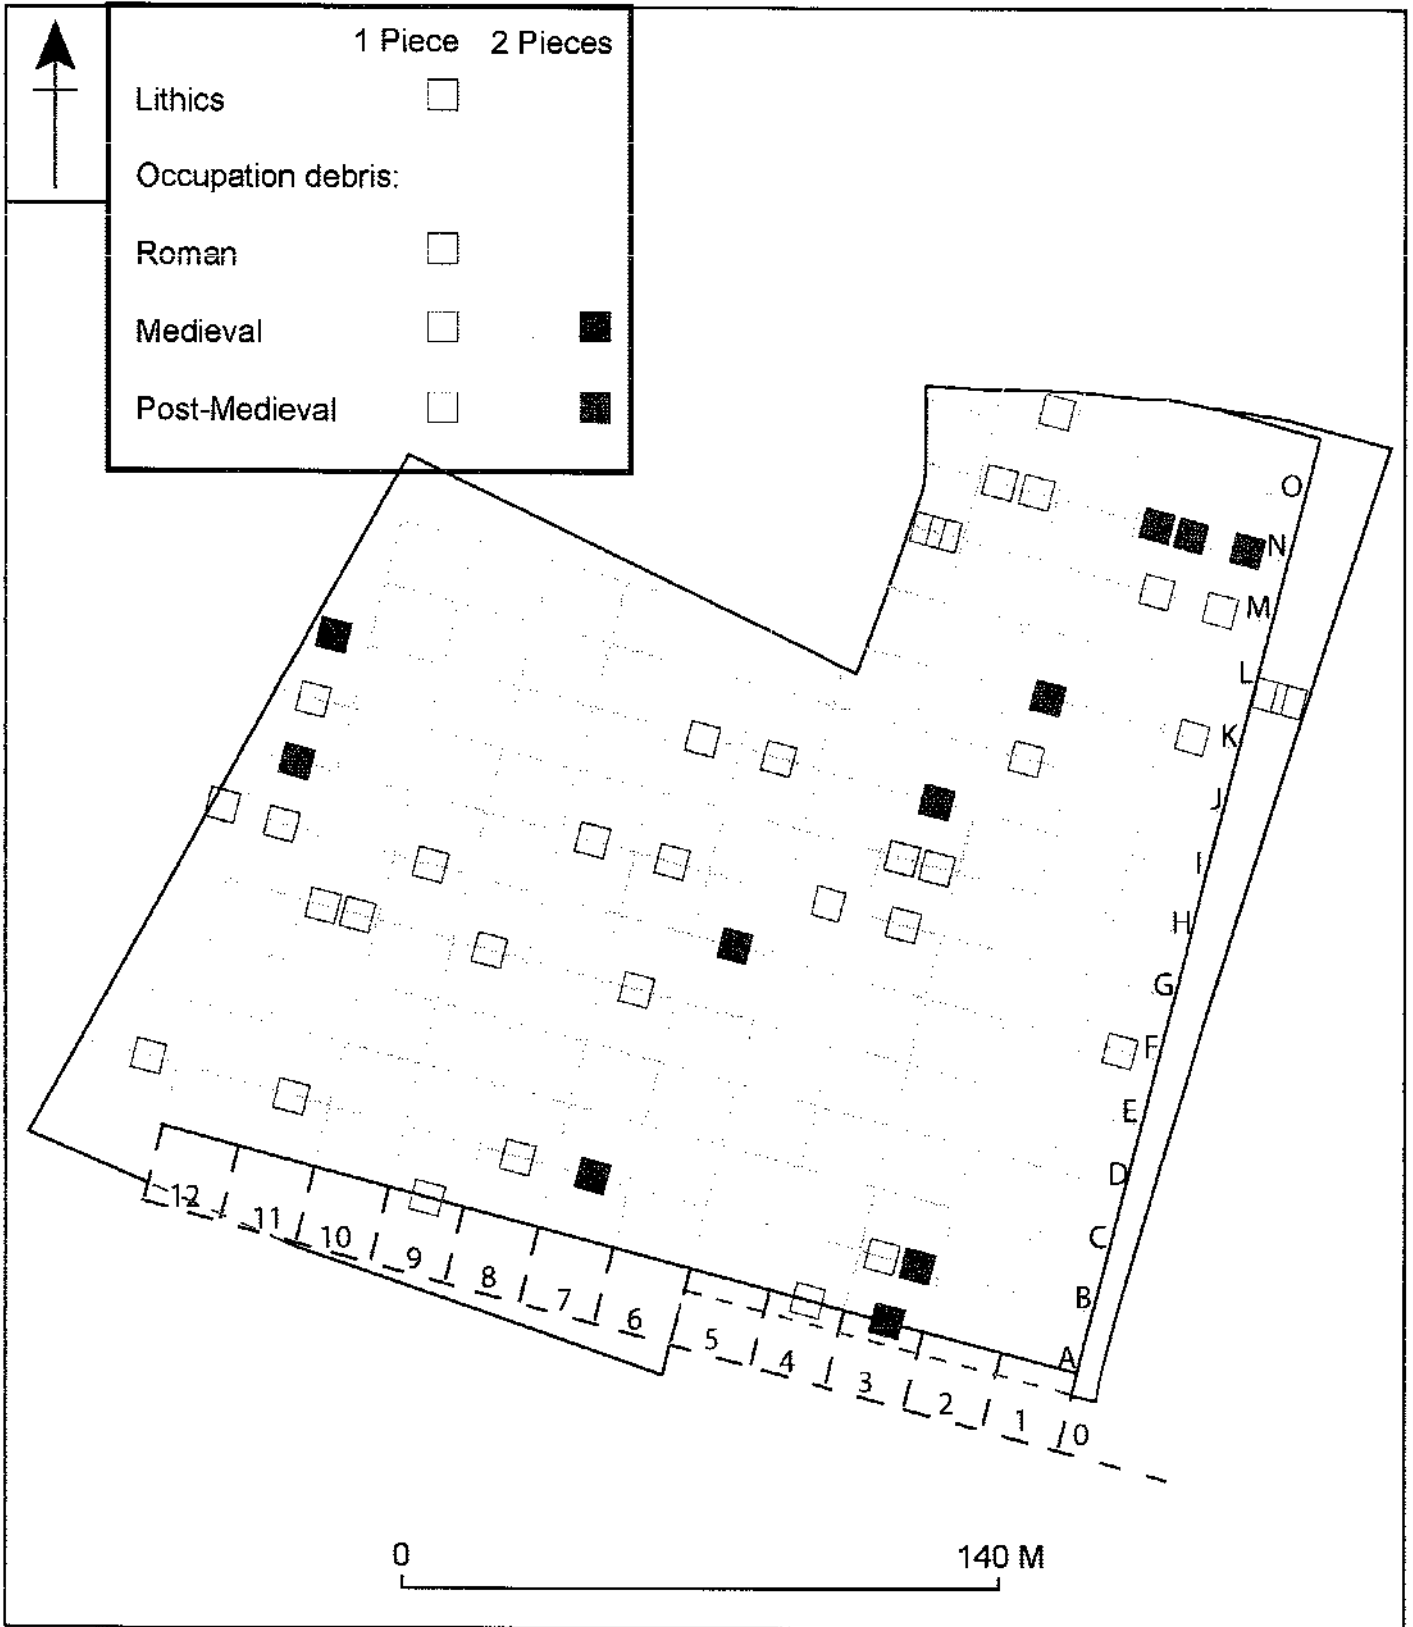 1 Piece 2 Pieces
Lithics
Occupation debris:
Roman
Medieval
Post-Medieval
O
N
M
L
K
J
I
H
G
F
E
D
C
B
A
12
11
10
9
8
7
6
5
4
3
2
1
0
0 140 M